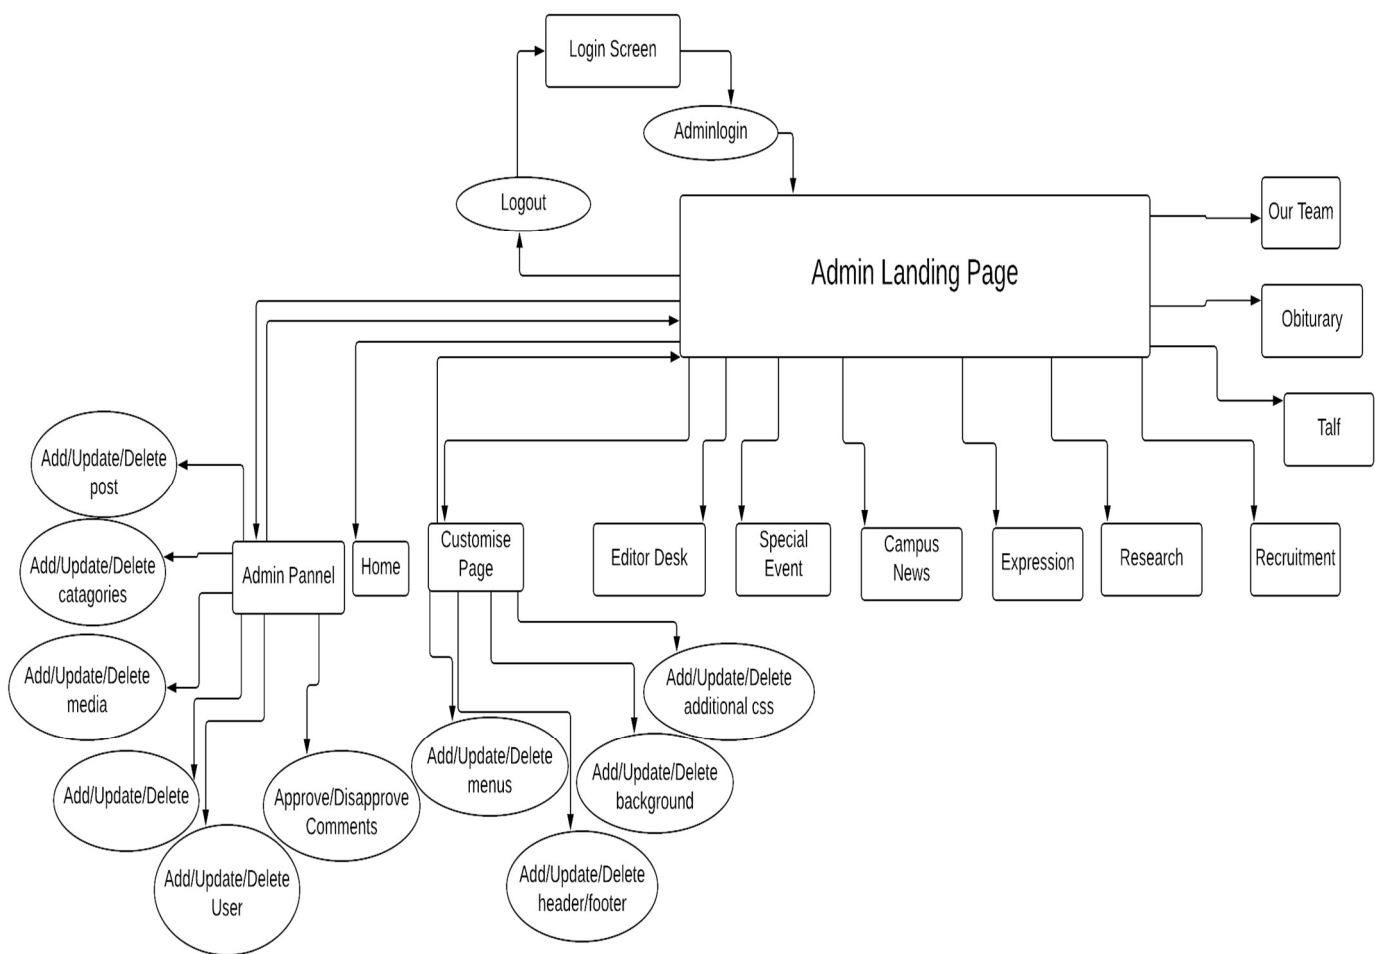 Login Screen
Adminlogin
Logout
Our Team
Admin Landing Page
Obiturary
Talf
Add/Update/Delete
post
Customise
Page
Special
Event
Campus
News
Editor Desk
Expression
Research
Recruitment
Home
Admin Pannel
Add/Update/Delete
catagories
Add/Update/Delete
media
Add/Update/Delete
additional css
Add/Update/Delete
menus
Add/Update/Delete
background
Add/Update/Delete
Approve/Disapprove
Comments
Add/Update/Delete
User
Add/Update/Delete
header/footer